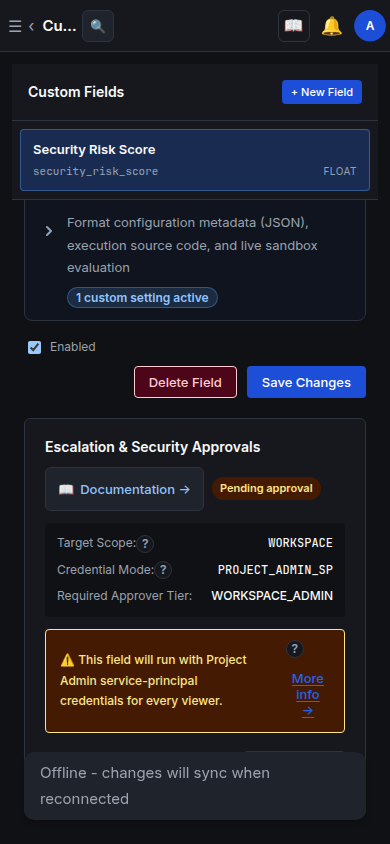 Cu...
A
Custom Fields
+ New Field
Security Risk Score
security_risk_score
FLOAT
Format configuration metadata (JSON),
execution source code, and live sandbox
evaluation
1 custom setting active
Enabled
Delete Field
Save Changes
Escalation & Security Approvals
Documentation →
Pending approval
Target Scope: ?
WORKSPACE
Credential Mode: ?
PROJECT_ADMIN_SP
Required Approver Tier:
WORKSPACE_ADMIN
⚠️ This field will run with Project
Admin service-principal
credentials for every viewer.
?
More
info
→
Offline - changes will sync when
reconnected